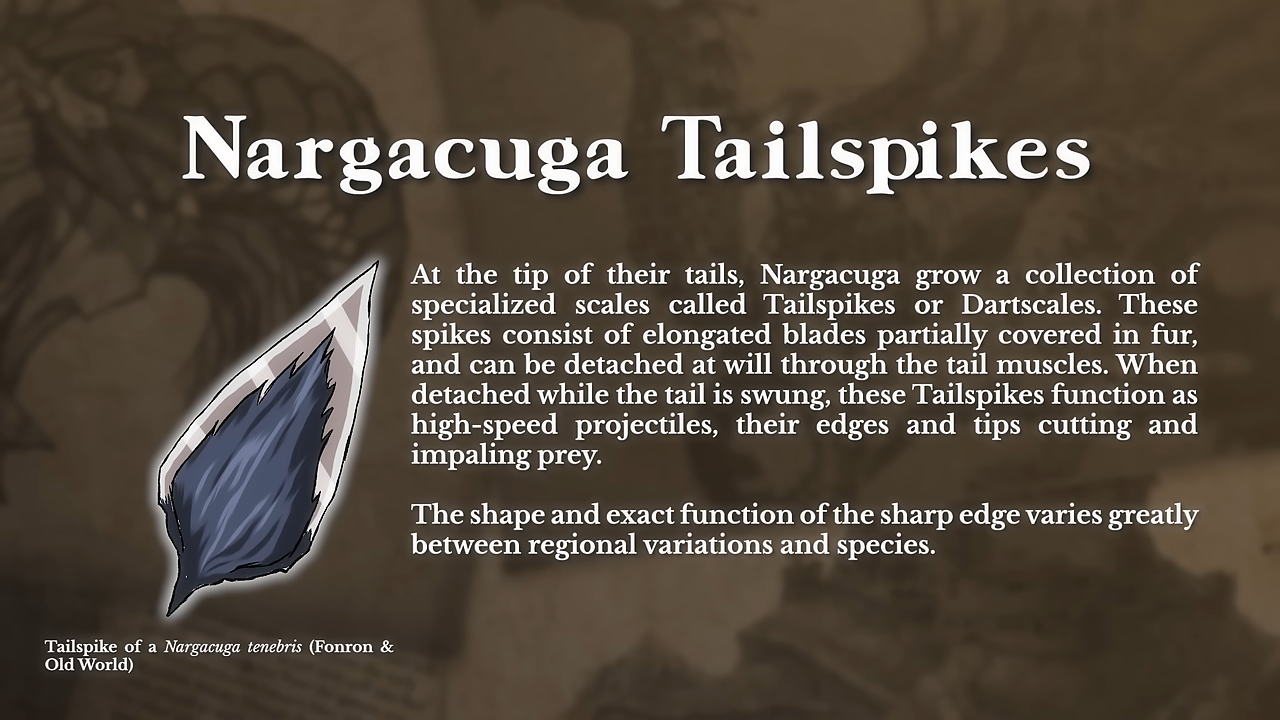 Nargacuga Tailspikes
At the tip of their tails, Nargacuga grow a collection of
specialized scales called Tailspikes or Dartscales. These
spikes consist of elongated blades partially covered in fur,
and can be detached at will through the tail muscles. When
detached while the tail is swung, these Tailspikes function as
high-speed projectiles, their edges and tips cutting and
impaling prey.
The shape and exact function of the sharp edge varies greatly
between regional variations and species.
Tailspike of a Nargacuga tenebris (Fonron &
Old World)